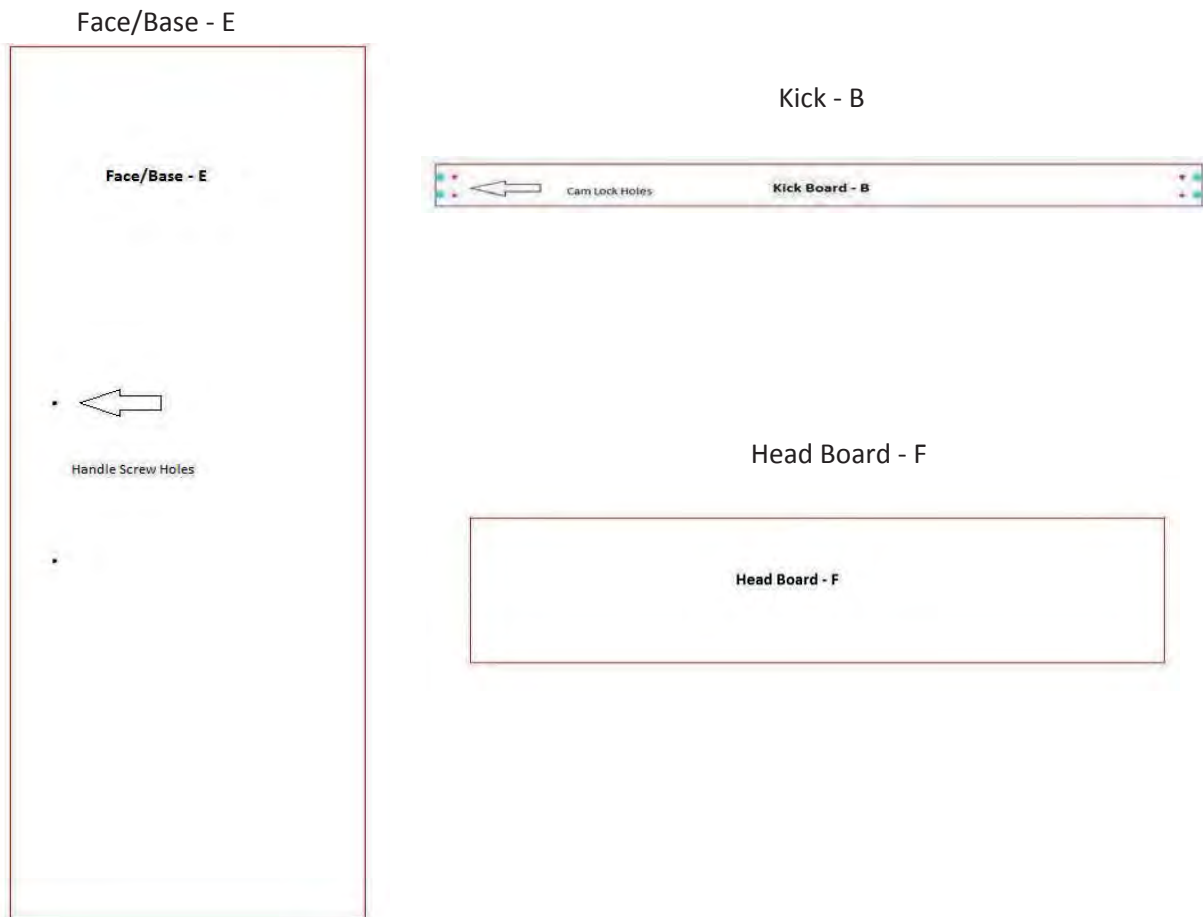 Face/Base - E
Face/Base - E
Handle Screw Holes
Kick - B
Cam Lock Holes
Kick Board - B
Head Board - F
Head Board - F